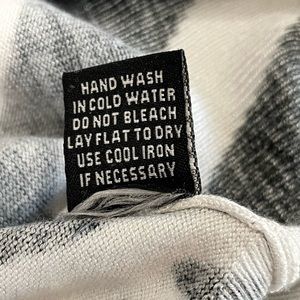 HAND WASH
IN COLD WATER
DO NOT BLEACH
LAY FLAT TO DRY
USE COOL IRON
IF NECESSARY